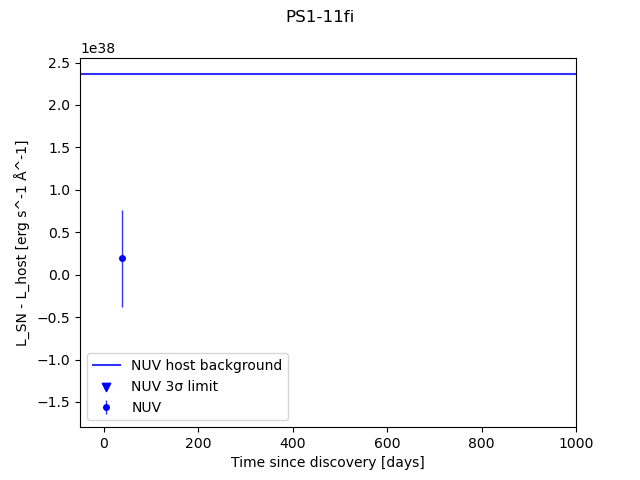 PS1-11fi
1e38
2.5
2.0
1.5
1.0
0.5
0.0
−0.5
−1.0
−1.5
L_SN - L_host [erg s^-1 Å^-1]
NUV host background
NUV 3σ limit
NUV
0 200 400 600 800 1000
Time since discovery [days]